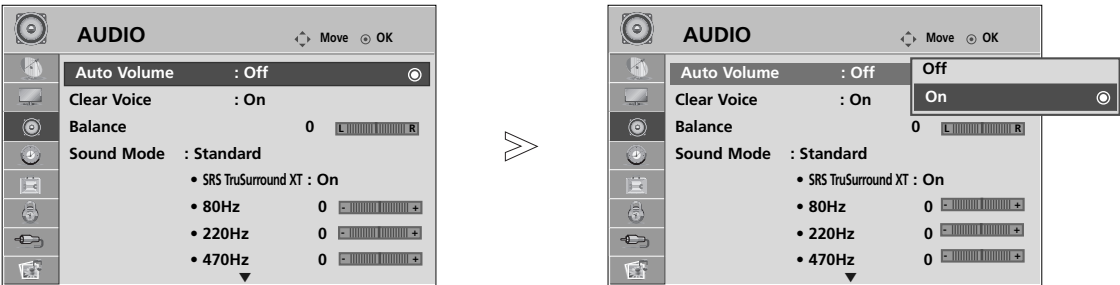 AUDIO Move OK
Auto Volume : Off
Clear Voice : On
Balance 0 L R
Sound Mode : Standard
• SRS TruSurround XT : On
• 80Hz 0 - +
• 220Hz 0 - +
• 470Hz 0 - +
AUDIO Move OK
Auto Volume : Off
Off
On
Clear Voice : On
Balance 0 L R
Sound Mode : Standard
• SRS TruSurround XT : On
• 80Hz 0 - +
• 220Hz 0 - +
• 470Hz 0 - +